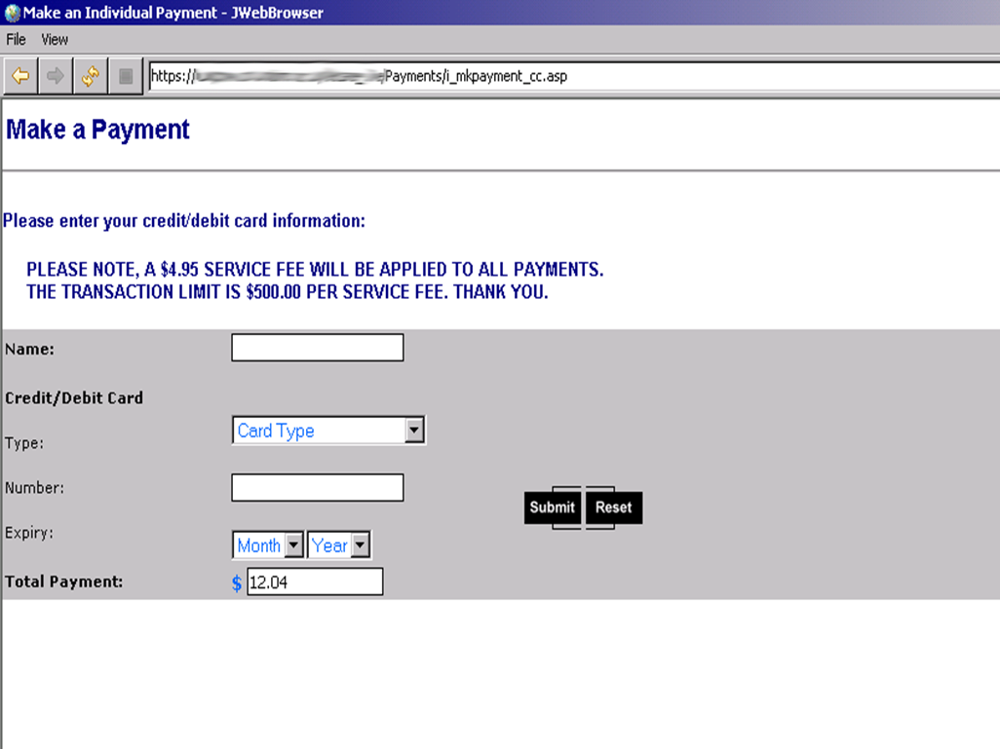 Make an Individual Payment - JWebBrowser
File View
https:// Payments/i_mkpayment_cc.asp
Make a Payment
Please enter your credit/debit card information:
PLEASE NOTE, A $4.95 SERVICE FEE WILL BE APPLIED TO ALL PAYMENTS.
THE TRANSACTION LIMIT IS $500.00 PER SERVICE FEE. THANK YOU.
Name:
Credit/Debit Card
Type: Card Type
Number:
Submit Reset
Expiry: Month Year
Total Payment: $ 12.04